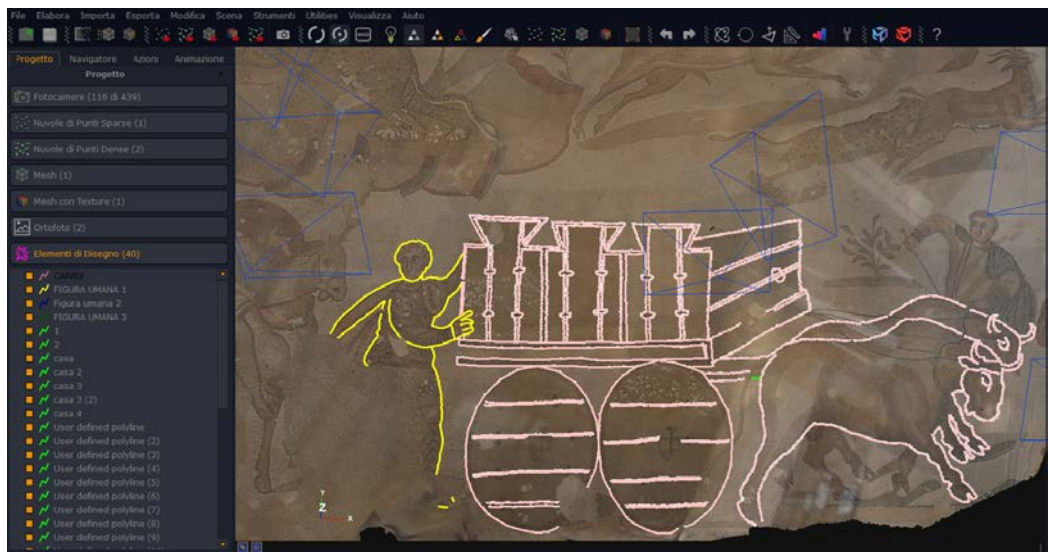 File Elabora Importa Esporta Modifica Scena Strumenti Utilities Visualizza Aiuto
Progetto Navigatore Azioni Animazione
Progetto
Fotocamere (118 di 439)
Nuvole di Punti Sparse (1)
Nuvole di Punti Dense (2)
Mesh (1)
Mesh con Texture (1)
Ortofoto (2)
Elementi di Disegno (40)
CARRO
FIGURA UMANA 1
Figura umana 2
FIGURA UMANA 3
1
2
casa
casa 2
casa 3
casa 3 (2)
casa 4
User defined polyline
User defined polyline (2)
User defined polyline (3)
User defined polyline (4)
User defined polyline (5)
User defined polyline (6)
User defined polyline (7)
User defined polyline (8)
User defined polyline (9)
Y
Z X